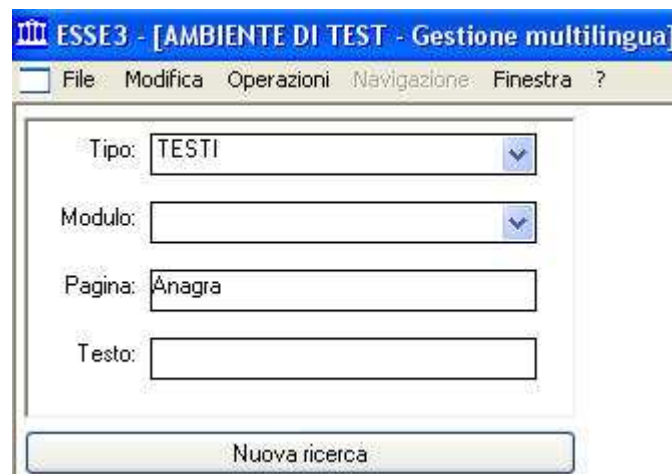 ESSE3 - [AMBIENTE DI TEST - Gestione multilingua]
File Modifica Operazioni Navigazione Finestra ?
Tipo: TESTI
Modulo:
Pagina: Anagra
Testo:
Nuova ricerca